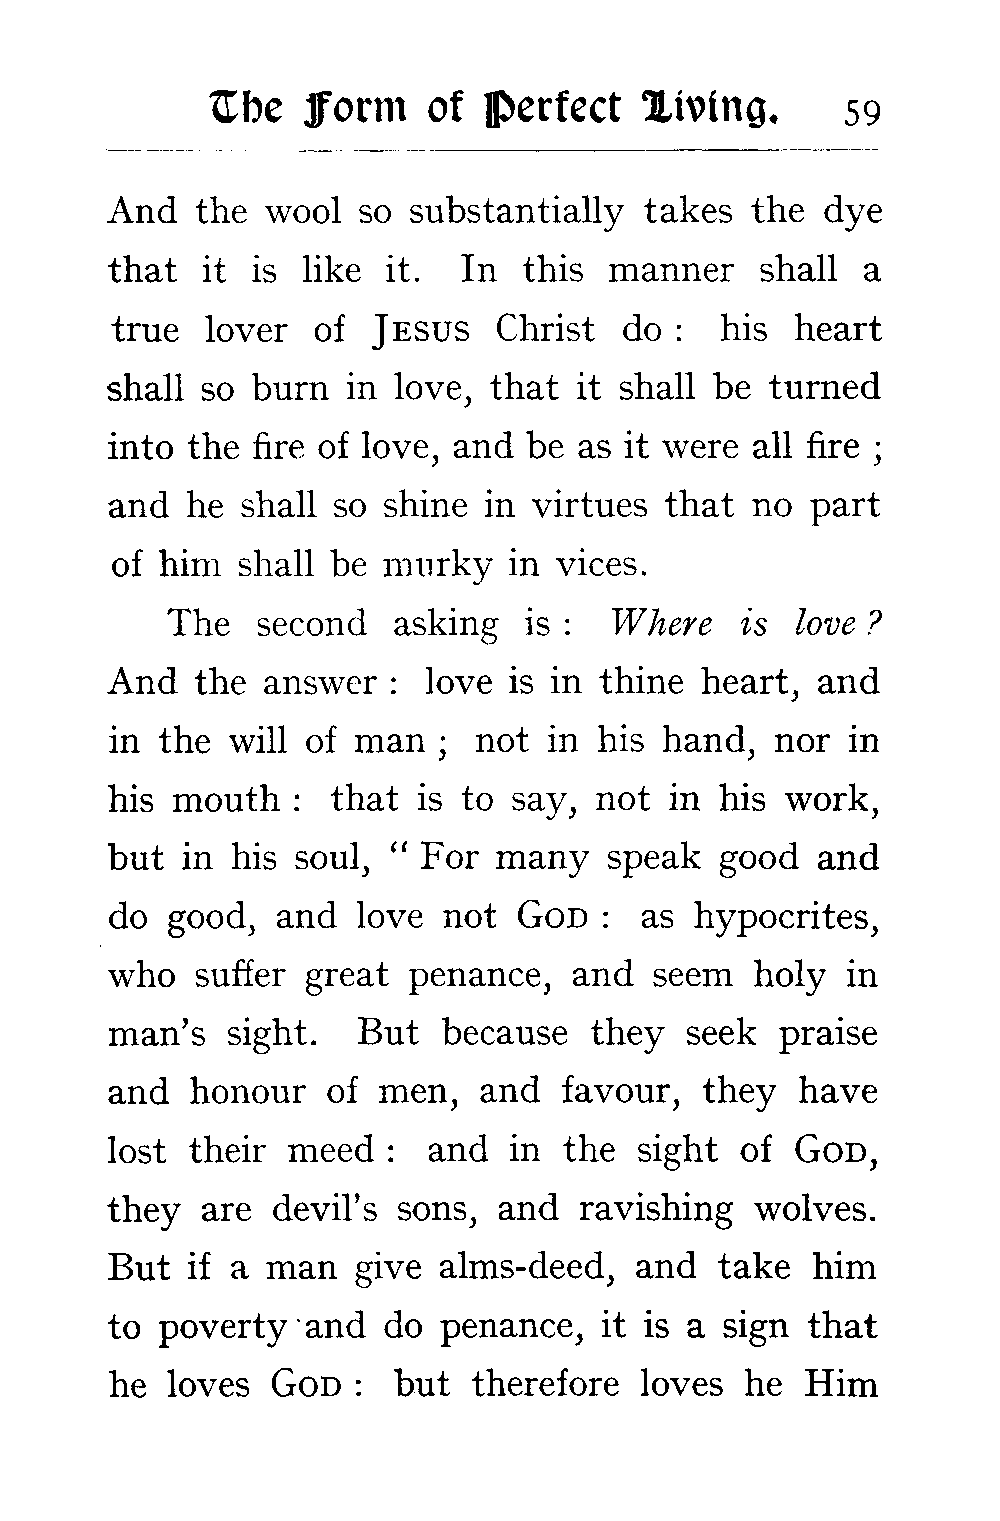 The Form of Perfect Living. 59
And the wool so substantially takes the dye
that it is like it. In this manner shall a
true lover of JESUS Christ do : his heart
shall so burn in love, that it shall be turned
into the fire of love, and be as it were all fire ;
and he shall so shine in virtues that no part
of him shall be murky in vices.
The second asking is : Where is love ?
And the answer : love is in thine heart, and
in the will of man ; not in his hand, nor in
his mouth : that is to say, not in his work,
but in his soul, “ For many speak good and
do good, and love not GOD : as hypocrites,
who suffer great penance, and seem holy in
man’s sight. But because they seek praise
and honour of men, and favour, they have
lost their meed : and in the sight of GOD,
they are devil’s sons, and ravishing wolves.
But if a man give alms-deed, and take him
to poverty and do penance, it is a sign that
he loves GOD : but therefore loves he Him